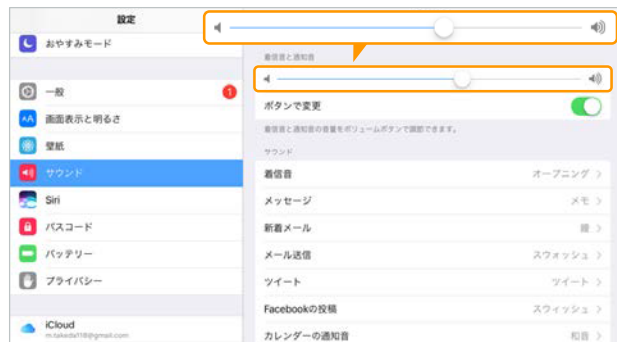 設定
おやすみモード
一般
1
画面表示と明るさ
壁紙
サウンド
Siri
パスコード
バッテリー
プライバシー
iCloud
m.takeda118@gmail.com
着信音と通知音
ボタンで変更
着信音と通知音の音量をボリュームボタンで調節できます。
サウンド
着信音 オープニング
メッセージ メモ
新着メール
メール送信 スウォッシュ
ツイート ツイート
Facebookの投稿 スウィッシュ
カレンダーの通知音 和音